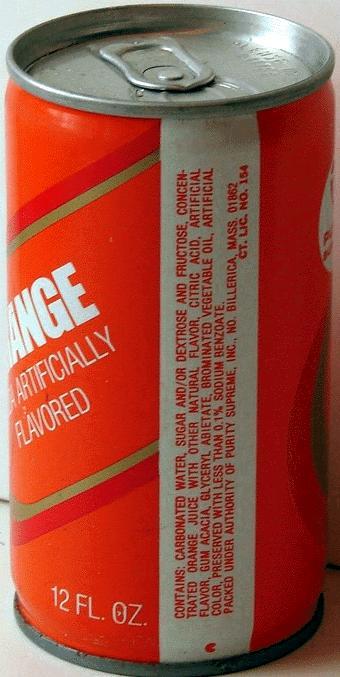 ANGE
ARTIFICIALLY
FLAVORED
12 FL. OZ.
CONTAINS: CARBONATED WATER, SUGAR AND/OR DEXTROSE AND FRUCTOSE, CONCEN-
TRATED ORANGE JUICE WITH OTHER NATURAL FLAVOR, CITRIC ACID, ARTIFICIAL
FLAVOR, GUM ACACIA, GLYCERYL ABIETATE, BROMINATED VEGETABLE OIL, ARTIFICIAL
COLOR, PRESERVED WITH LESS THAN 0.1% SODIUM BENZOATE.
PACKED UNDER AUTHORITY OF PURITY SUPREME, INC., NO. BILLERICA, MASS. 01862
CT. LIC. NO. 154